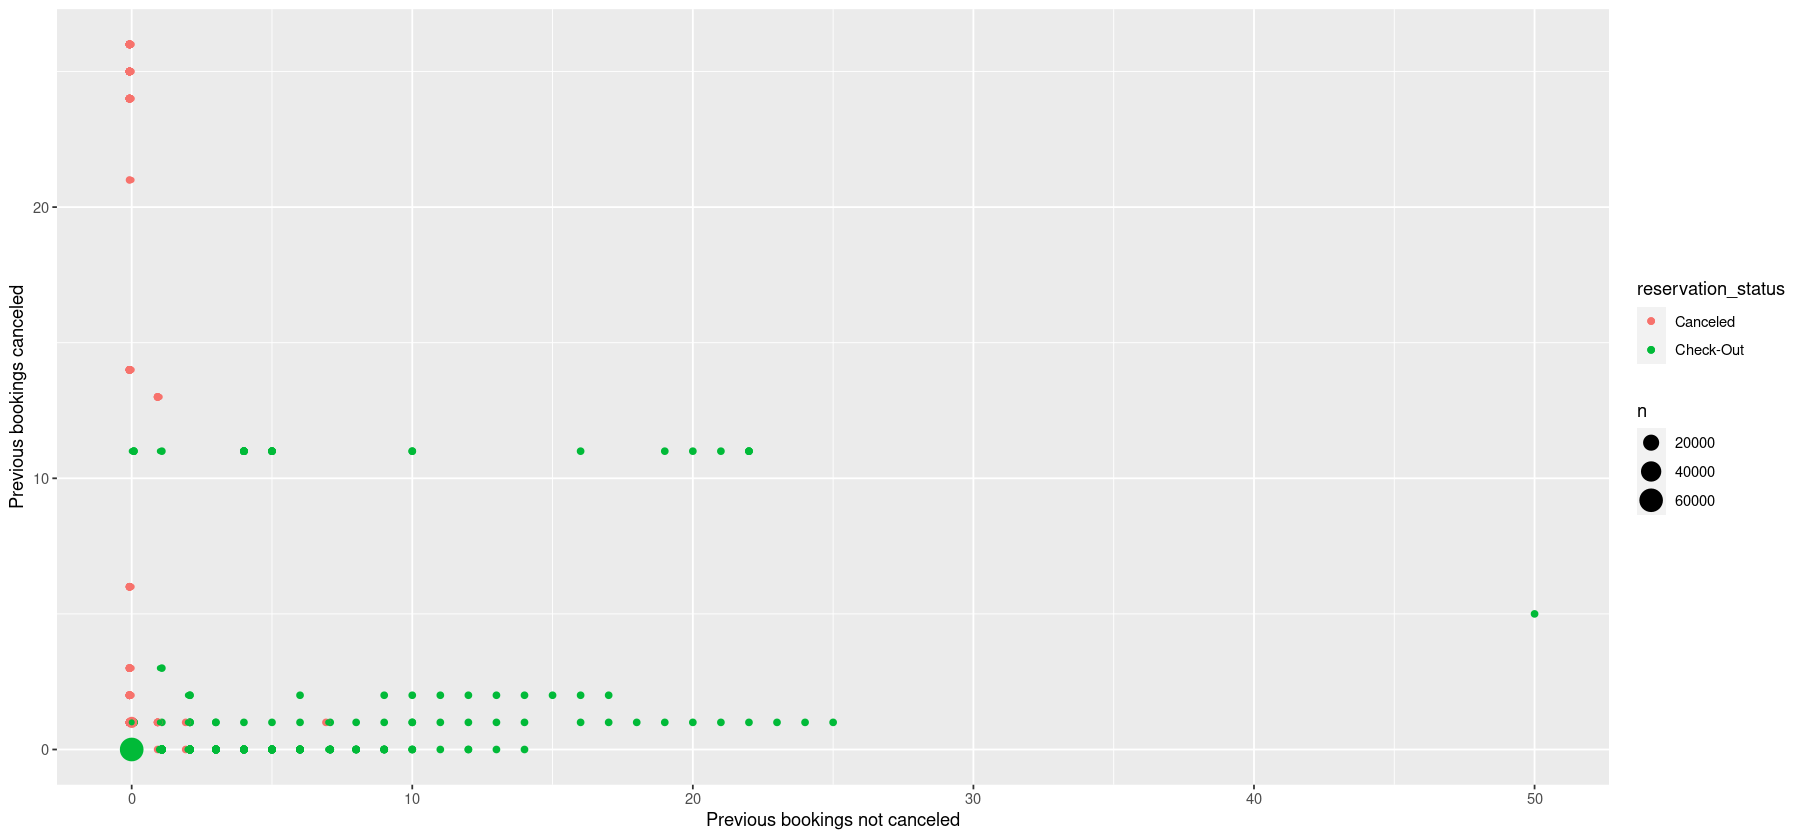 Previous bookings canceled
20
10
0
0 10 20 30 40 50
Previous bookings not canceled
reservation_status
Canceled
Check-Out
n
20000
40000
60000